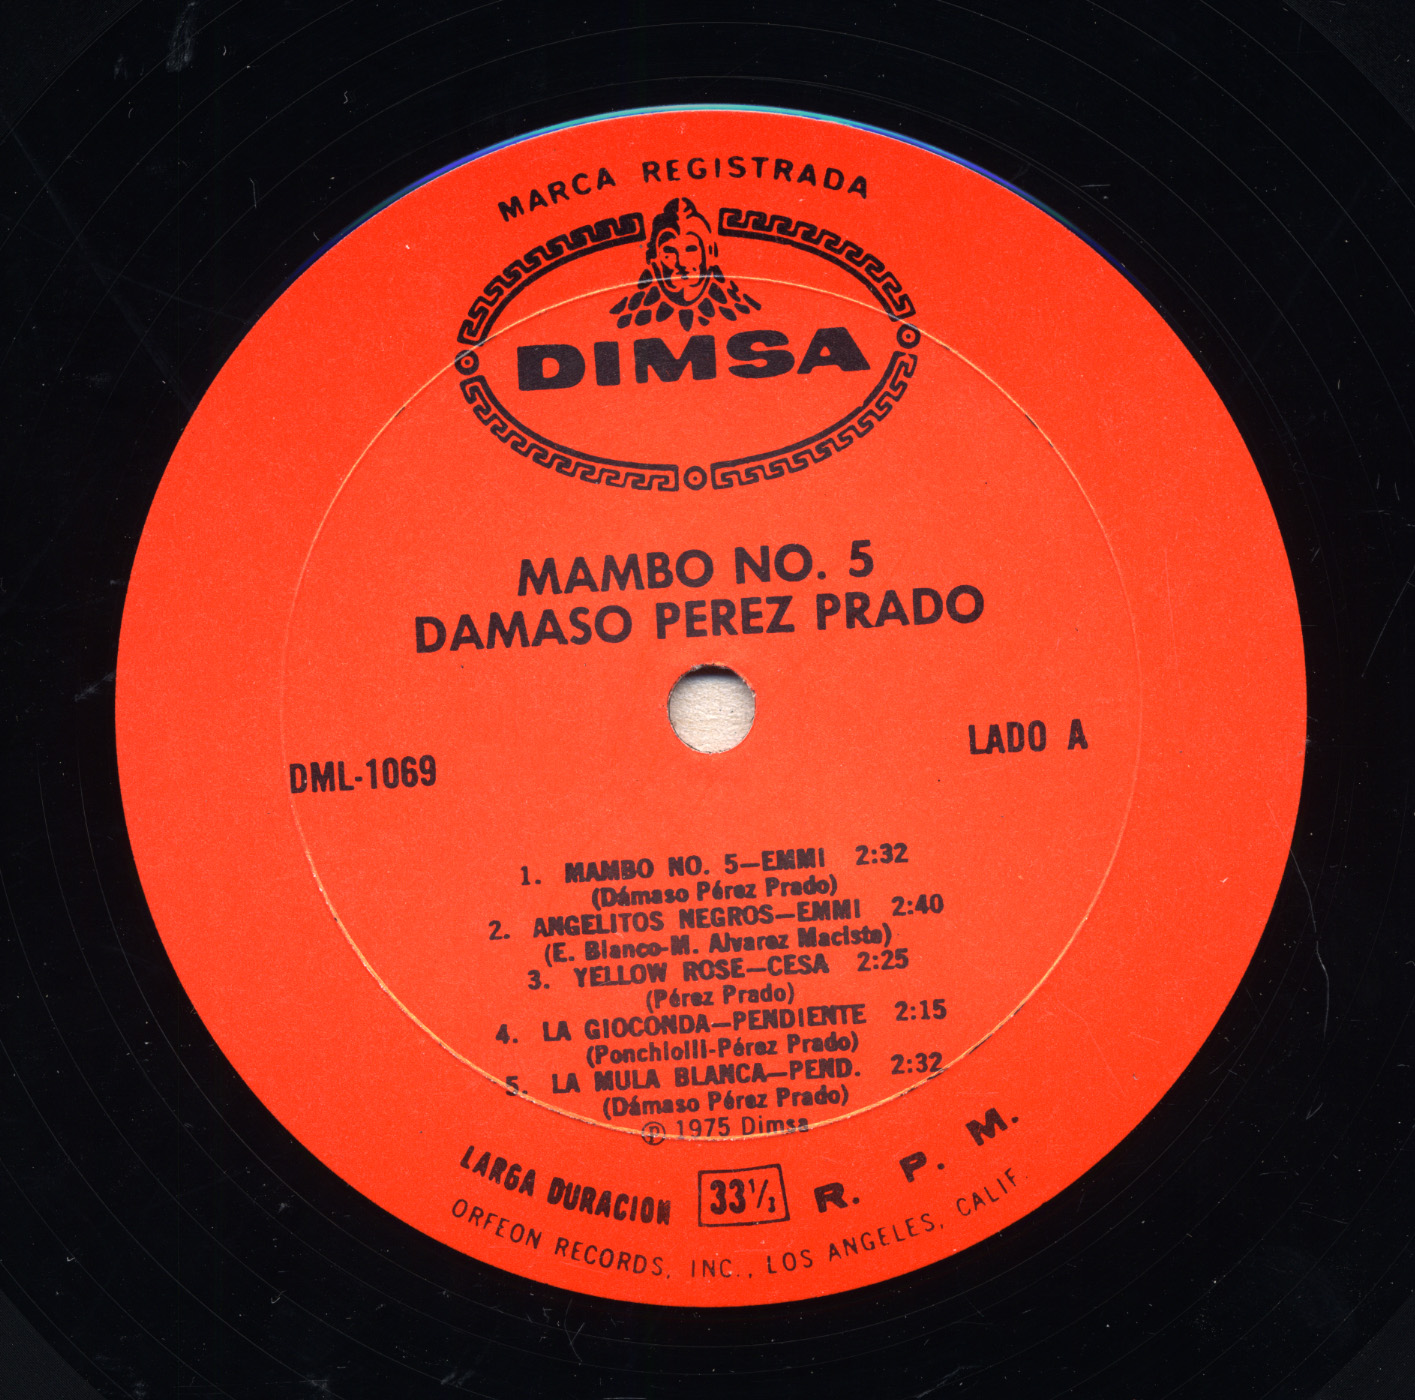 MARCA REGISTRADA
DIMSA
MAMBO NO. 5
DAMASO PEREZ PRADO
DML-1069
LADO A
1. MAMBO NO. 5—EMMI 2:32
(Dámaso Pérez Prado)
2. ANGELITOS NEGROS—EMMI 2:40
(E. Blanco-M. Alvarez Maciste)
3. YELLOW ROSE—CESA 2:25
(Pérez Prado)
4. LA GIOCONDA—PENDIENTE 2:15
(Ponchiolli-Pérez Prado)
5. LA MULA BLANCA—PEND. 2:32
(Dámaso Pérez Prado)
℗ 1975 Dimsa
LARGA DURACION 33⅓ R. P. M.
ORFEON RECORDS, INC., LOS ANGELES, CALIF.